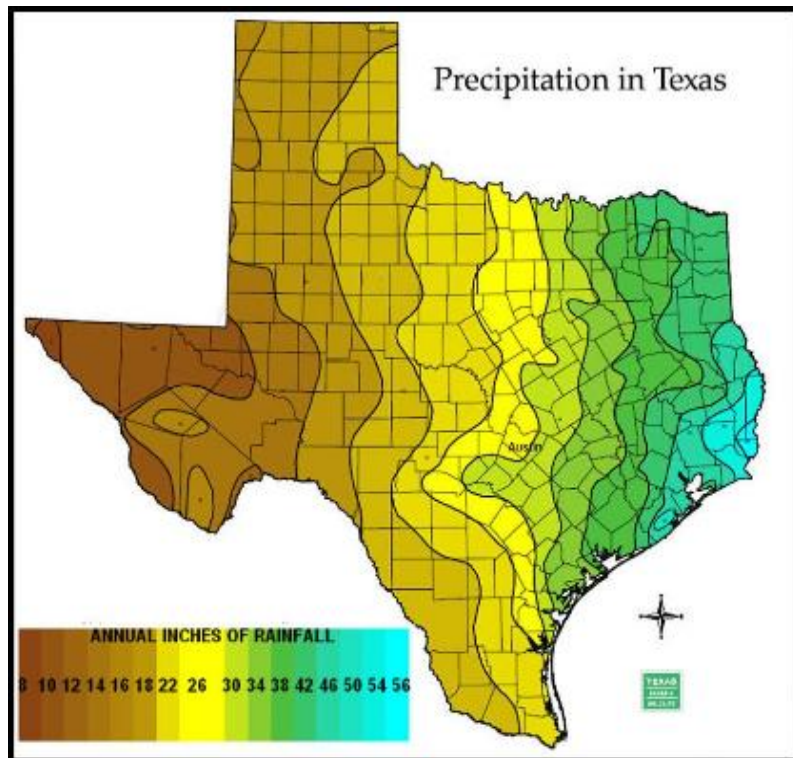 Precipitation in Texas
Austin
ANNUAL INCHES OF RAINFALL
8 10 12 14 16 18 22 26 30 34 38 42 46 50 54 56
TEXAS